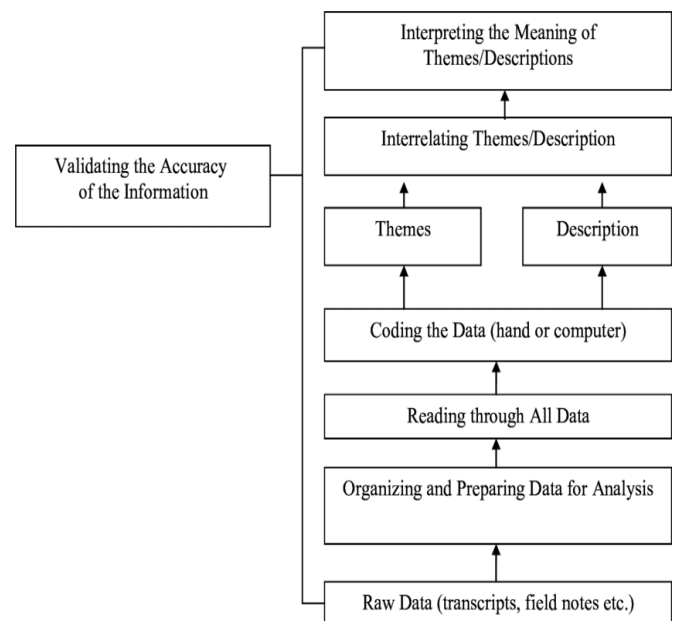 Interpreting the Meaning of
Themes/Descriptions
Interrelating Themes/Description
Validating the Accuracy
of the Information
Themes
Description
Coding the Data (hand or computer)
Reading through All Data
Organizing and Preparing Data for Analysis
Raw Data (transcripts, field notes etc.)